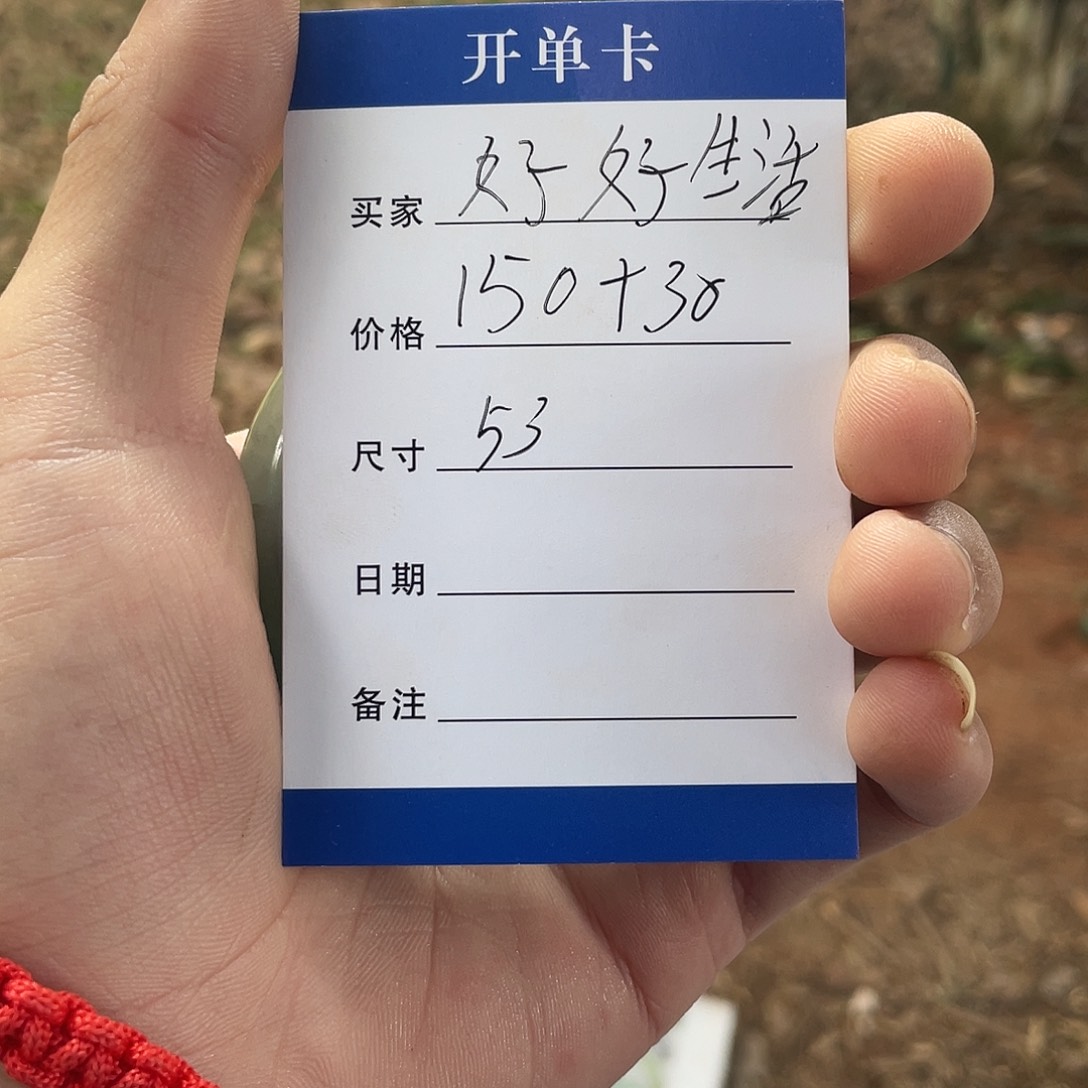 开单卡
买家 好好生活
价格 150+30
尺寸 53
日期
备注